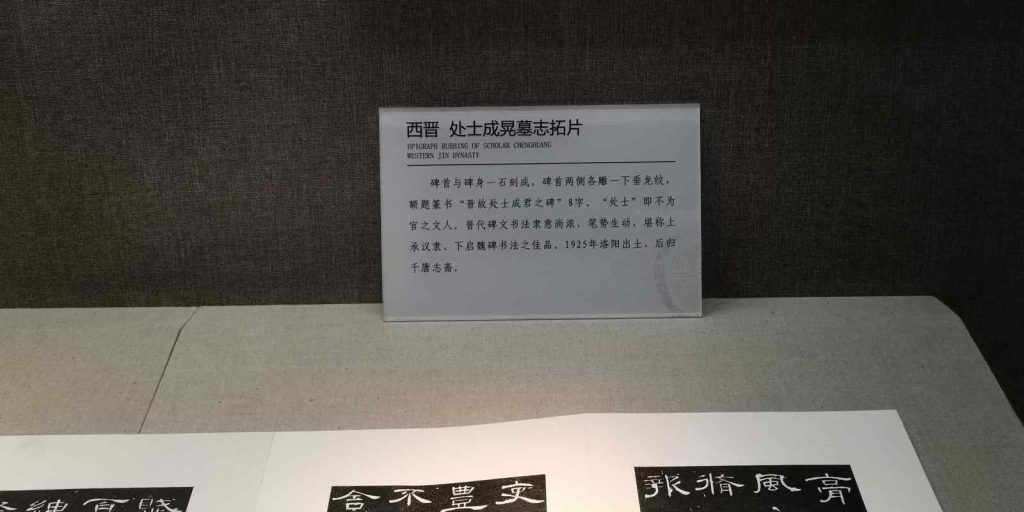 西晋 处士成晃墓志拓片
EPIGRAPH RUBBING OF SCHOLAR CHENGHUANG
WESTERN JIN DYNASTY
碑首与碑身一石刻成，碑首两侧各雕一下垂龙纹，
额题篆书“晋故处士成君之碑”8字。“处士”即不为
官之文人。晋代碑文书法隶意尚浓，笔势生动，堪称上
承汉隶、下启魏碑书法之佳品。1925年洛阳出土，后归
千唐志斋。
舍不豊
風